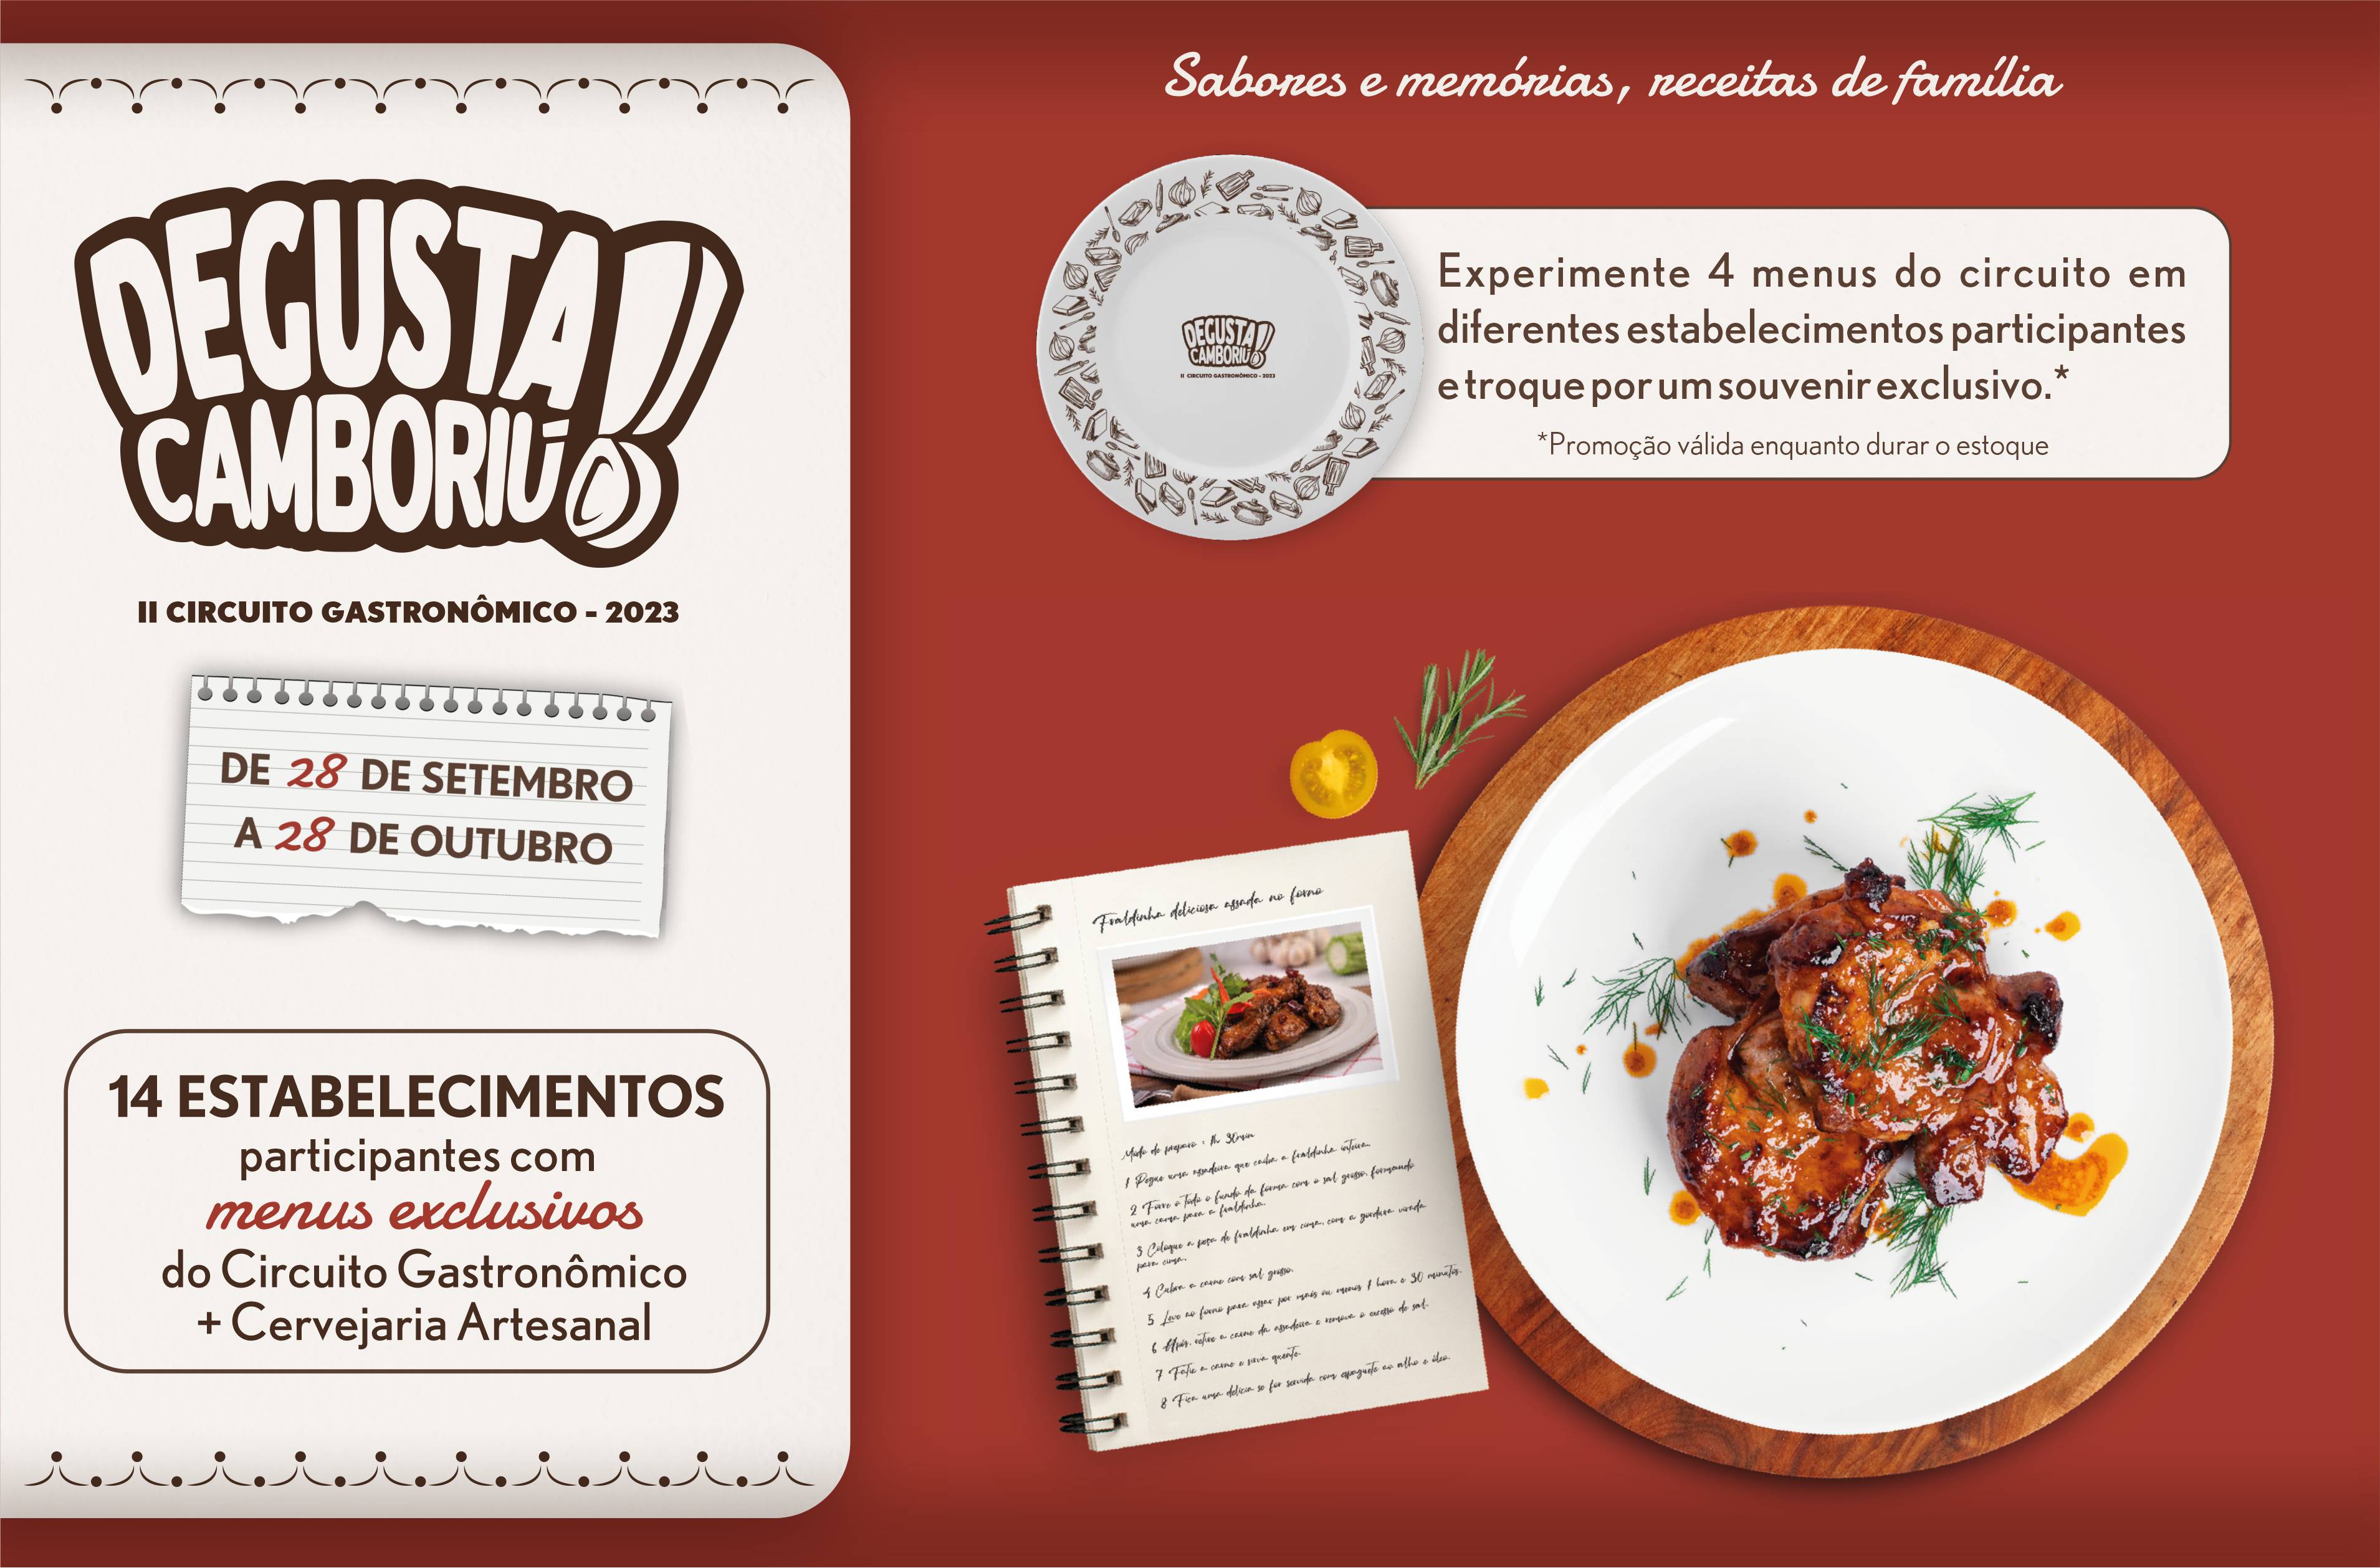 DEGUSTA!
CAMBORIÚ
II CIRCUITO GASTRONÔMICO - 2023
DE 28 DE SETEMBRO
A 28 DE OUTUBRO
14 ESTABELECIMENTOS
participantes com
menus exclusivos
do Circuito Gastronômico
+ Cervejaria Artesanal
Sabores e memórias, receitas de família
DEGUSTA!
CAMBORIÚ
II CIRCUITO GASTRONÔMICO - 2023
Experimente 4 menus do circuito em
diferentes estabelecimentos participantes
e troque por um souvenir exclusivo.*
*Promoção válida enquanto durar o estoque
Fraldinha deliciosa assada no forno
Modo de preparo : 1h 30min
1 Pegue uma assadeira que caiba a fraldinha inteira.
2 Forre o todo o fundo da forma com o sal grosso, formando
uma cama para a fraldinha.
3 Coloque a peça de fraldinha em cima, com a gordura virada
para cima.
4 Cubra a carne com sal grosso.
5 Leve ao forno para assar por mais ou menos 1 hora e 30 minutos.
6 Após, retire a carne da assadeira e remova o excesso de sal.
7 Fatie a carne e sirva quente.
8 Fica uma delícia se for servida com espaguete ao alho e óleo.